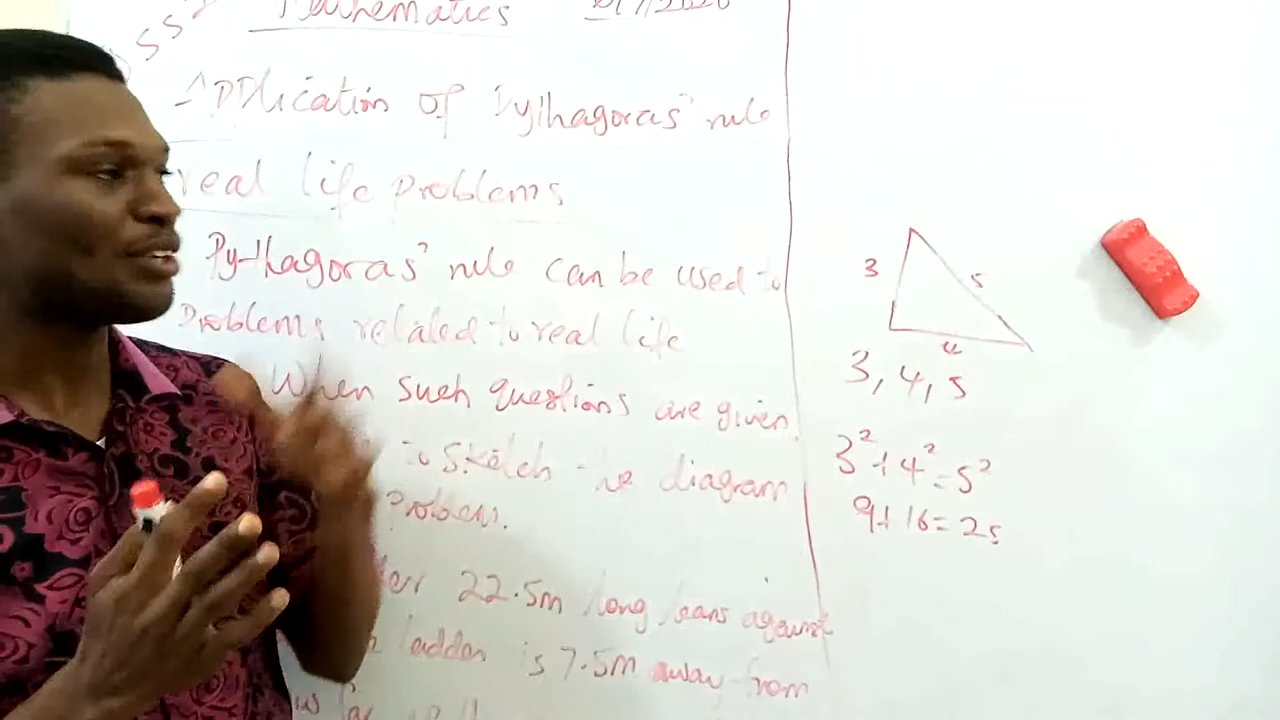 SS2 Mathematics
Application of Pythagoras' rule
real life problems
Pythagoras' rule can be used to
Problems related to real life
When such questions are given
to sketch the diagram
Problem.
22.5m long leans against
ladder is 7.5m away from
3
5
4
3, 4, 5
3² + 4² = 5²
9 + 16 = 25